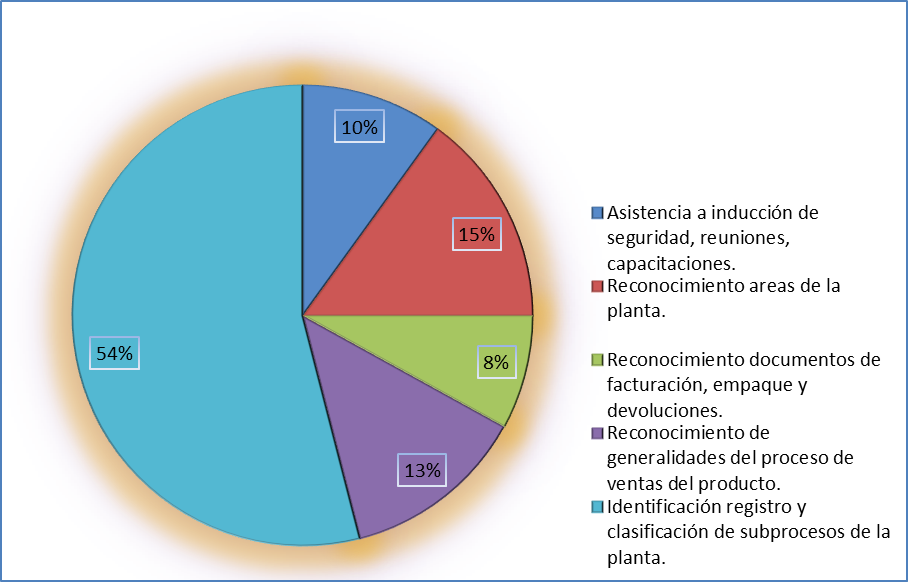 10%
15%
8%
13%
54%
Asistencia a inducción de
seguridad, reuniones,
capacitaciones.
Reconocimiento areas de la
planta.
Reconocimiento documentos de
facturación, empaque y
devoluciones.
Reconocimiento de
generalidades del proceso de
ventas del producto.
Identificación registro y
clasificación de subprocesos de la
planta.